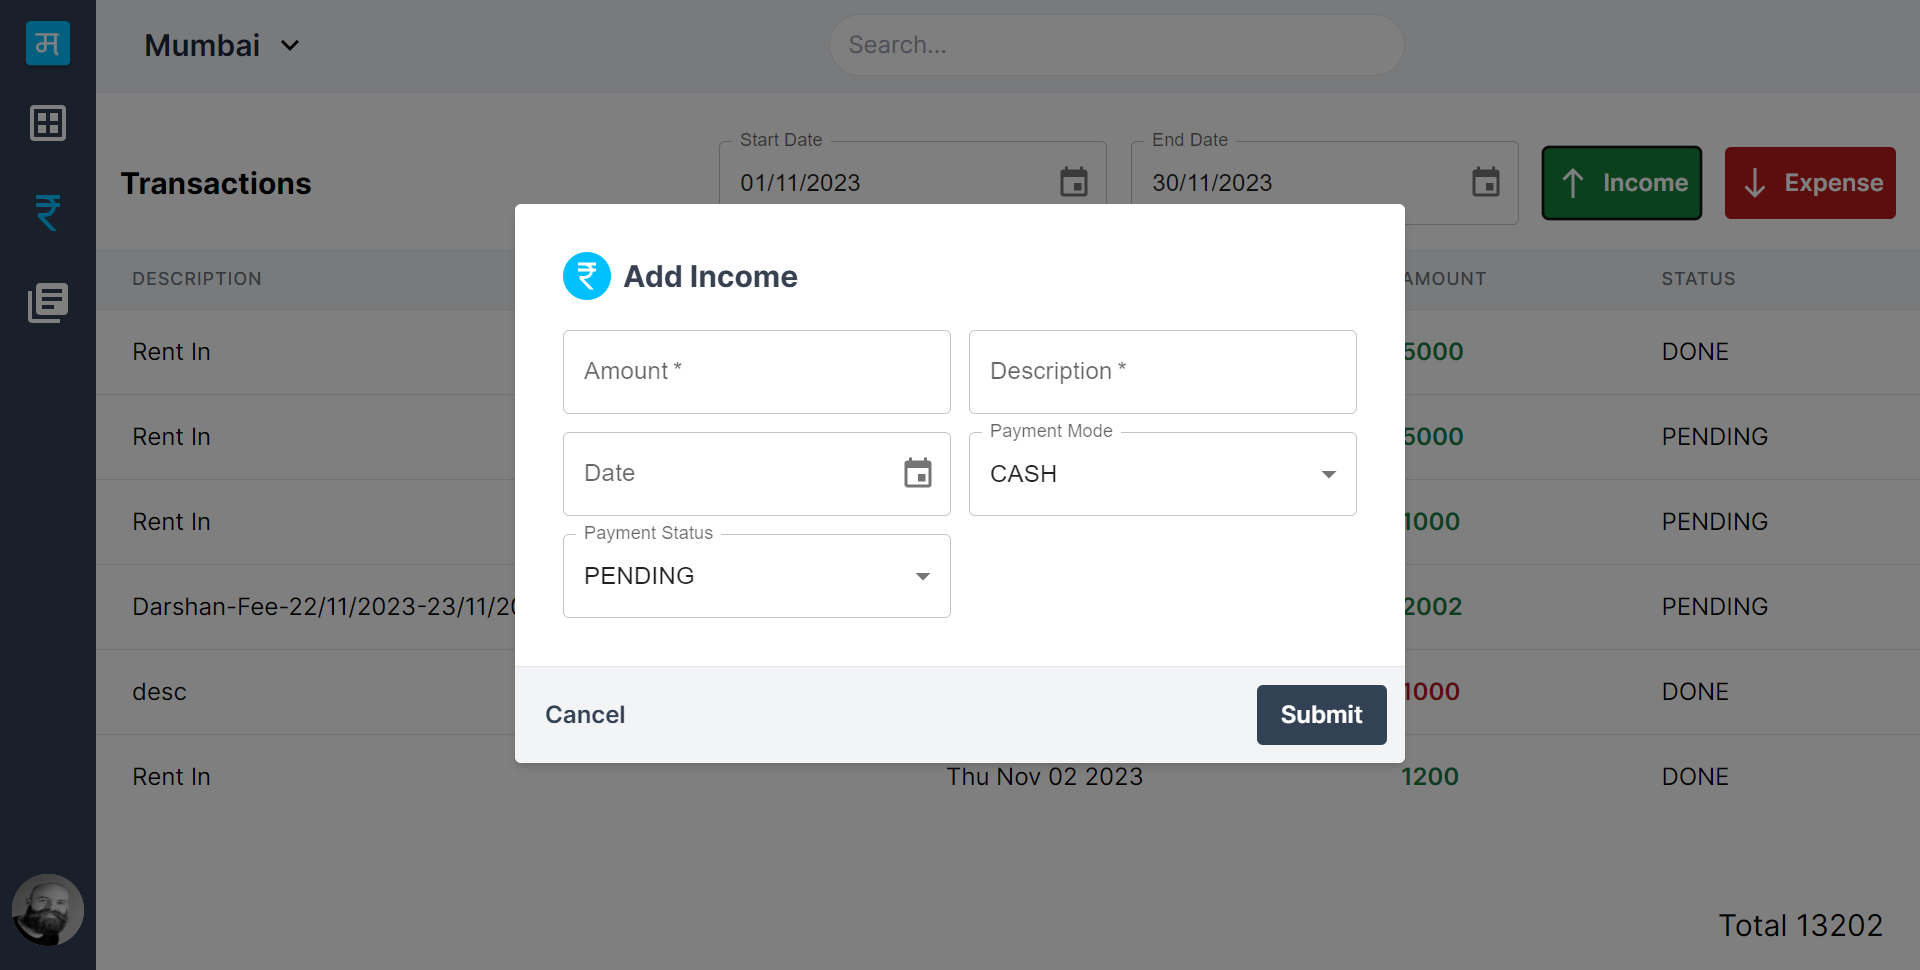 म
Mumbai
Search...
Transactions
Start Date
01/11/2023
End Date
30/11/2023
Income
Expense
DESCRIPTION
AMOUNT
STATUS
Rent In
5000
DONE
Rent In
5000
PENDING
Rent In
1000
PENDING
Darshan-Fee-22/11/2023-23/11/20
2002
PENDING
desc
1000
DONE
Rent In
Thu Nov 02 2023
1200
DONE
Total 13202
₹ Add Income
Amount *
Description *
Date
Payment Mode
CASH
Payment Status
PENDING
Cancel
Submit